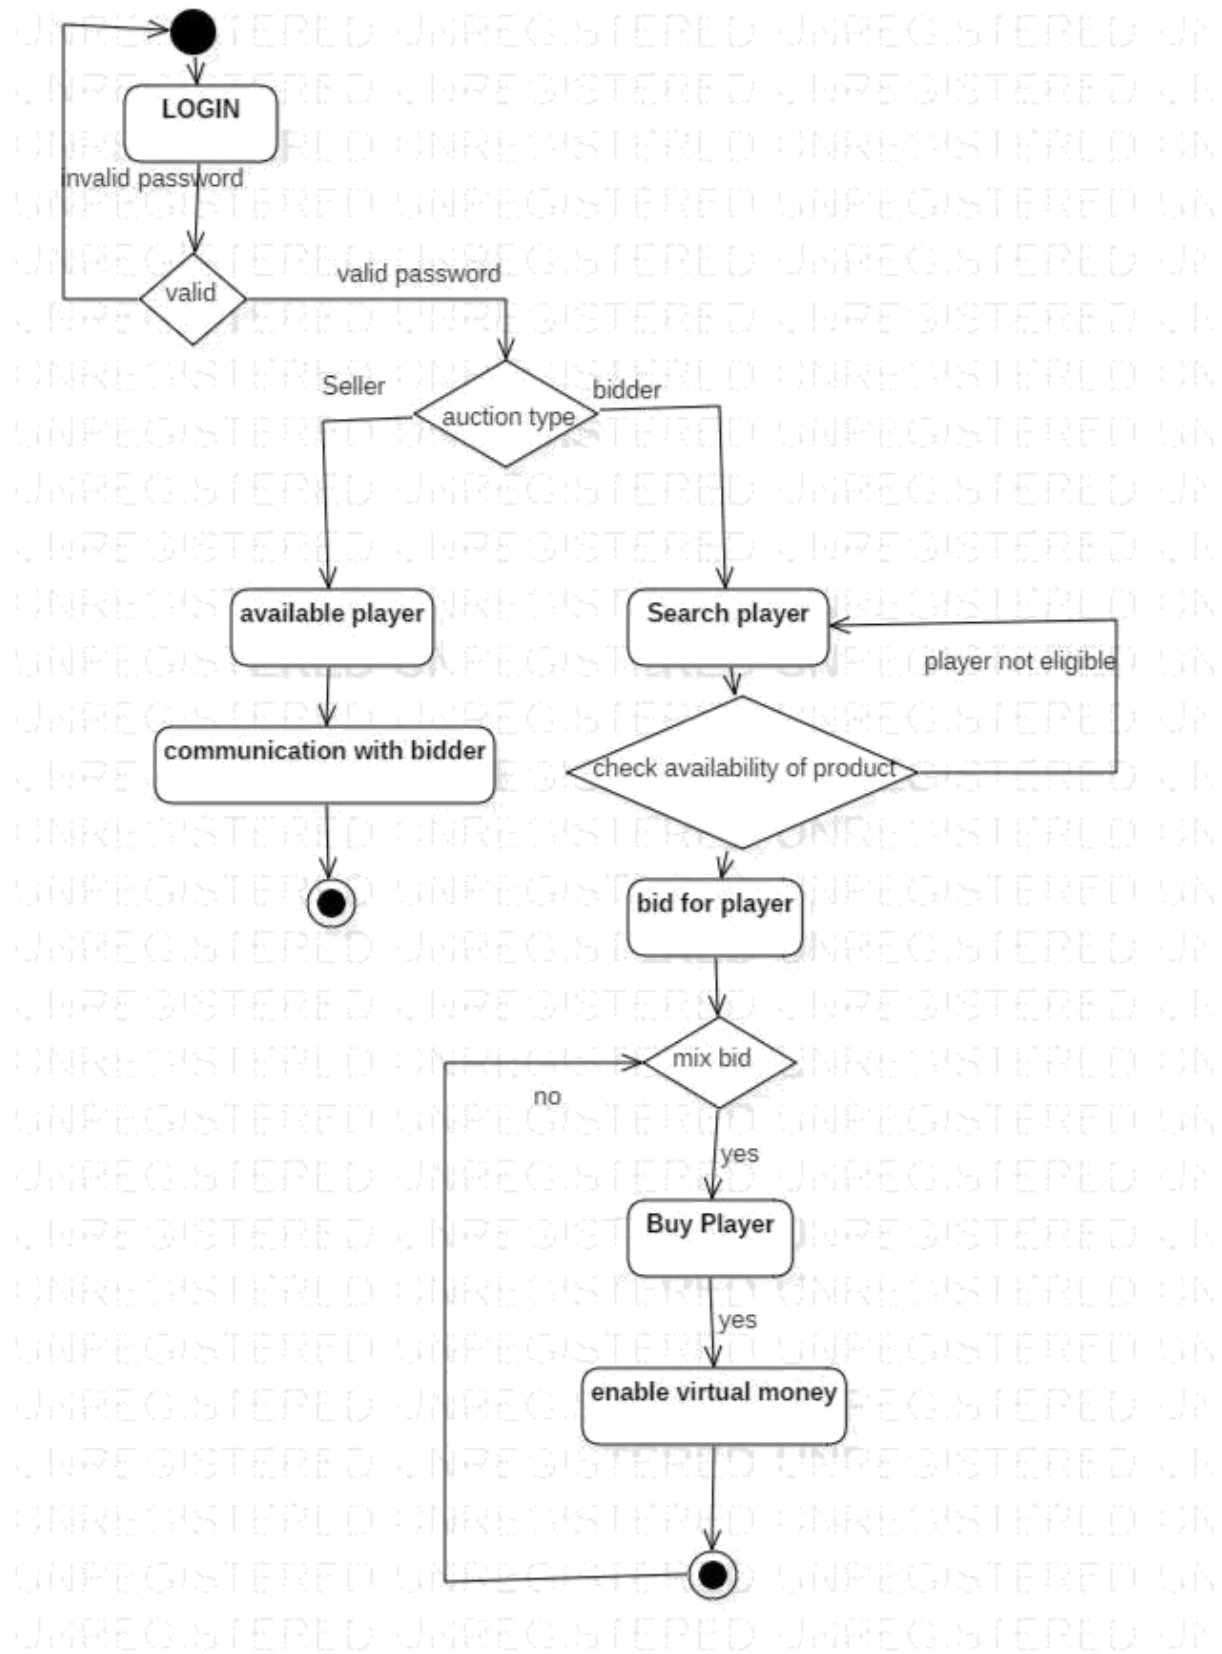 LOGIN
invalid password
valid password
valid
Seller
bidder
auction type
available player
Search player
player not eligible
communication with bidder
check availability of product
bid for player
mix bid
no
yes
Buy Player
yes
enable virtual money
UNREGISTERED